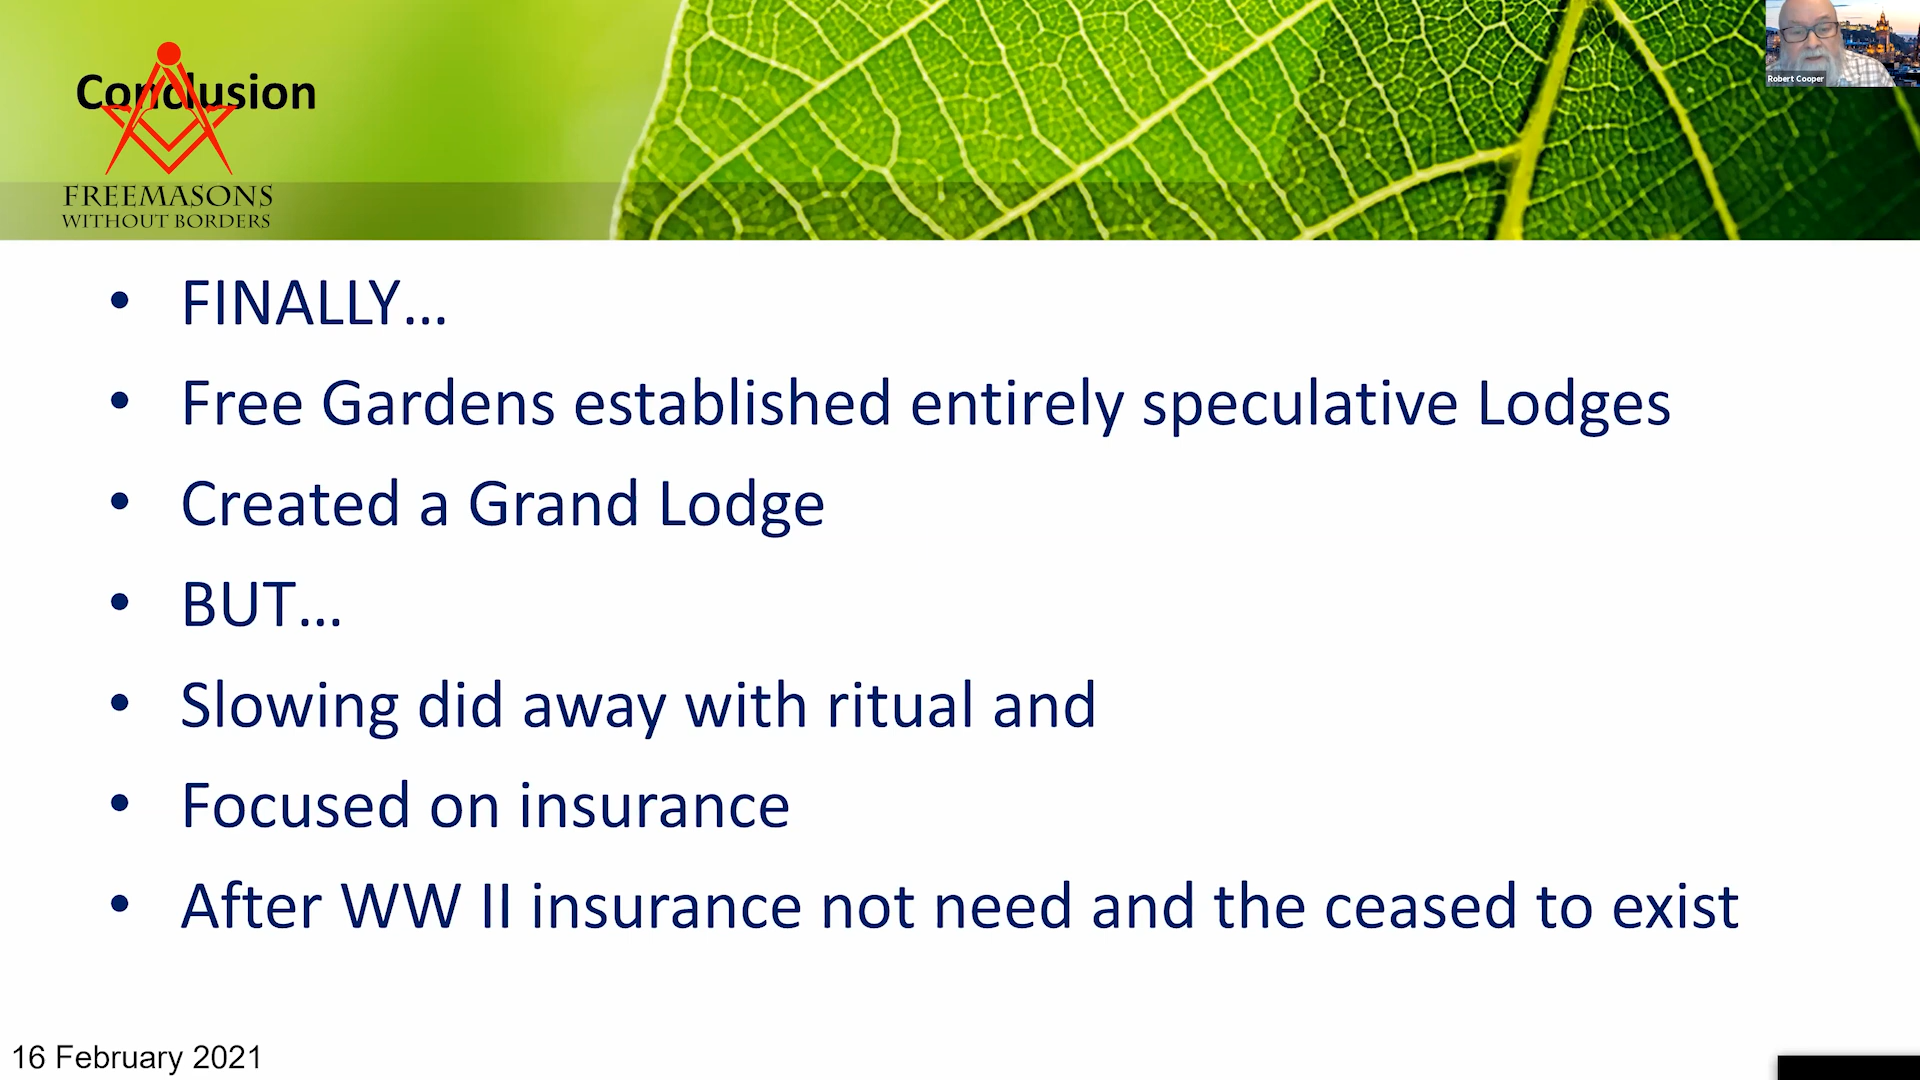 Conclusion
FREEMASONS
WITHOUT BORDERS
Robert Cooper
• FINALLY...
• Free Gardens established entirely speculative Lodges
• Created a Grand Lodge
• BUT...
• Slowing did away with ritual and
• Focused on insurance
• After WW II insurance not need and the ceased to exist
16 February 2021